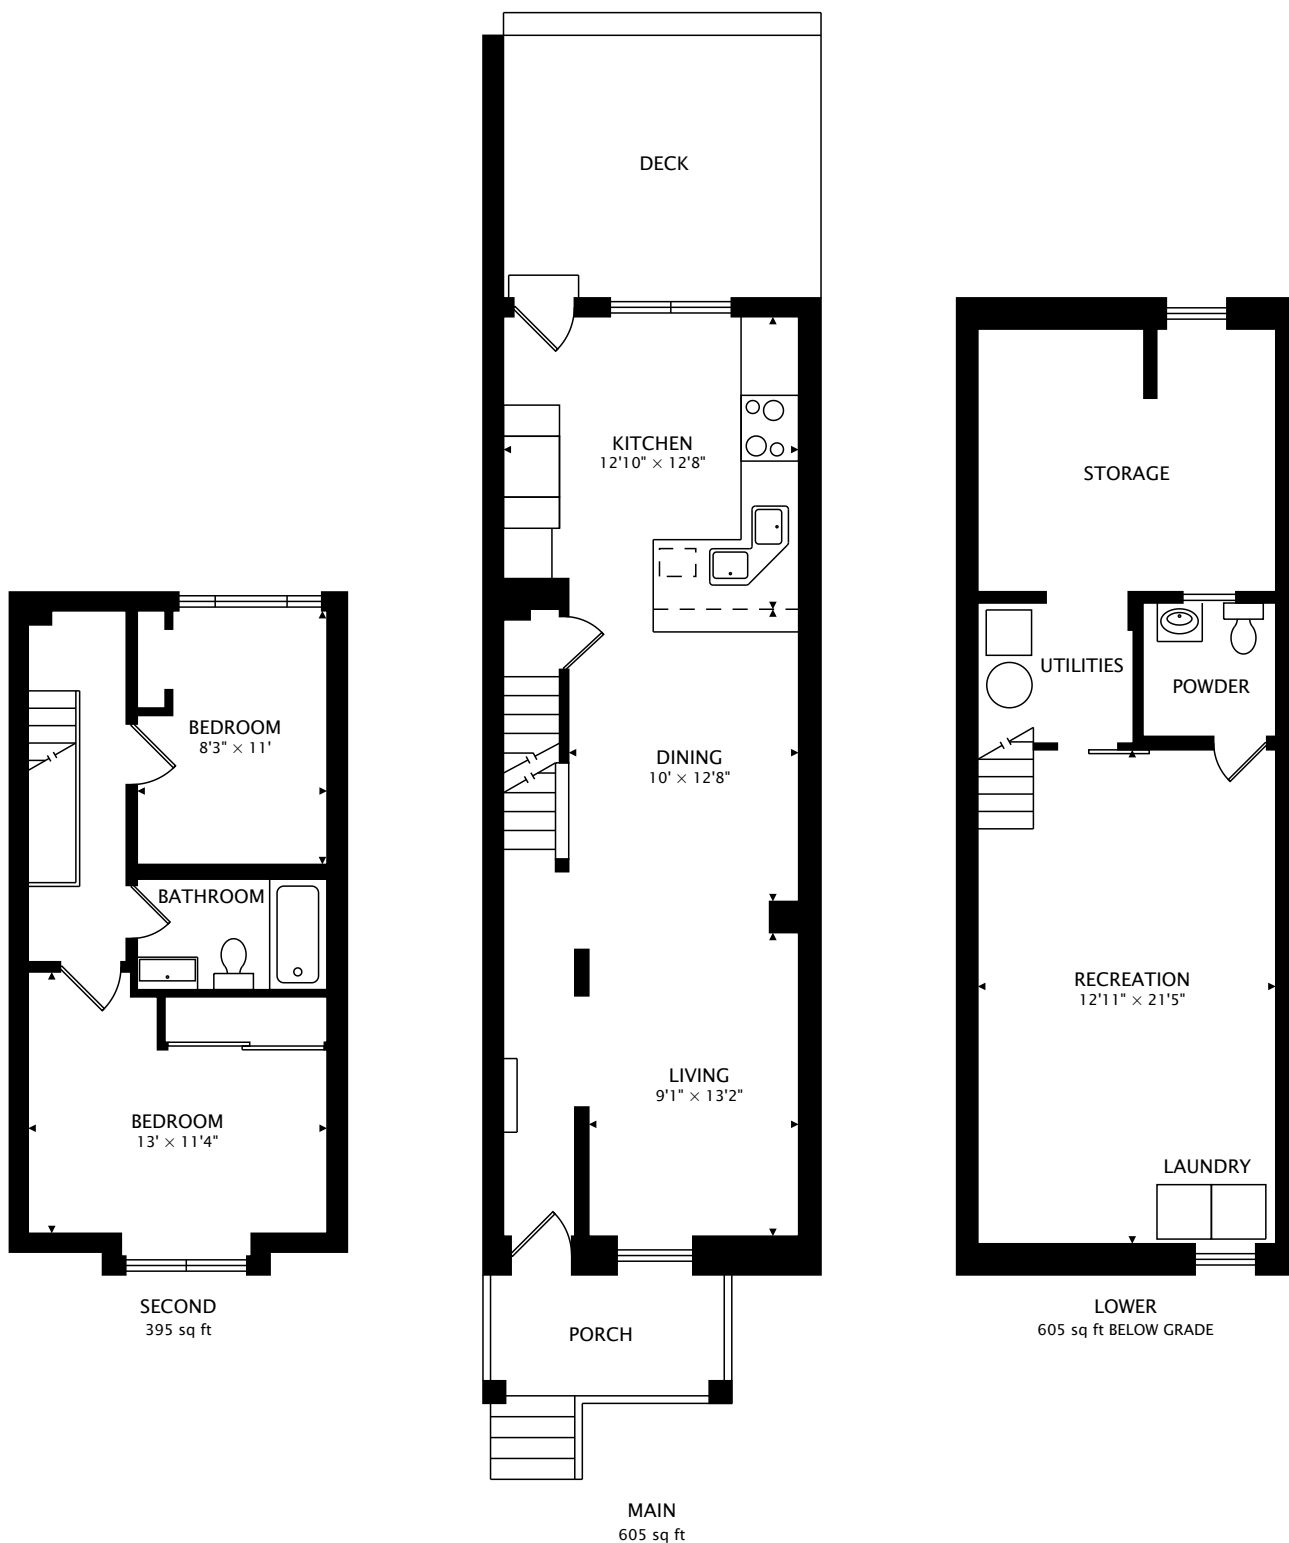 BEDROOM
8'3" × 11'
BATHROOM
BEDROOM
13' × 11'4"
SECOND
395 sq ft
DECK
KITCHEN
12'10" × 12'8"
DINING
10' × 12'8"
LIVING
9'1" × 13'2"
PORCH
MAIN
605 sq ft
STORAGE
UTILITIES
POWDER
RECREATION
12'11" × 21'5"
LAUNDRY
LOWER
605 sq ft BELOW GRADE